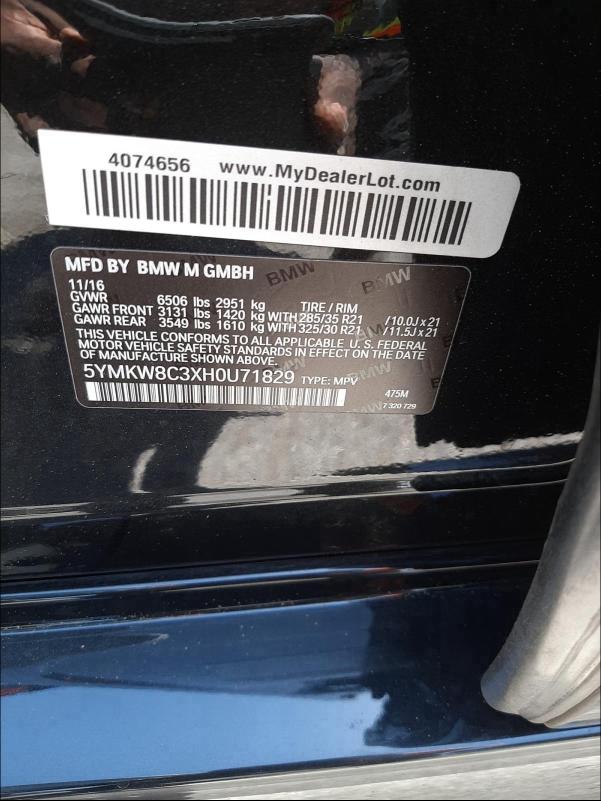 4074656 www.MyDealerLot.com
MFD BY BMW M GMBH
BMW BMW
11/16
GVWR 6506 lbs 2951 kg TIRE / RIM
GAWR FRONT 3131 lbs 1420 kg WITH 285/35 R21 /10.0J x 21
GAWR REAR 3549 lbs 1610 kg WITH 325/30 R21 /11.5J x 21
THIS VEHICLE CONFORMS TO ALL APPLICABLE U. S. FEDERAL
MOTOR VEHICLE SAFETY STANDARDS IN EFFECT ON THE
DATE OF MANUFACTURE SHOWN ABOVE.
5YMKW8C3XH0U71829 TYPE: MPV 475M
7 320 729